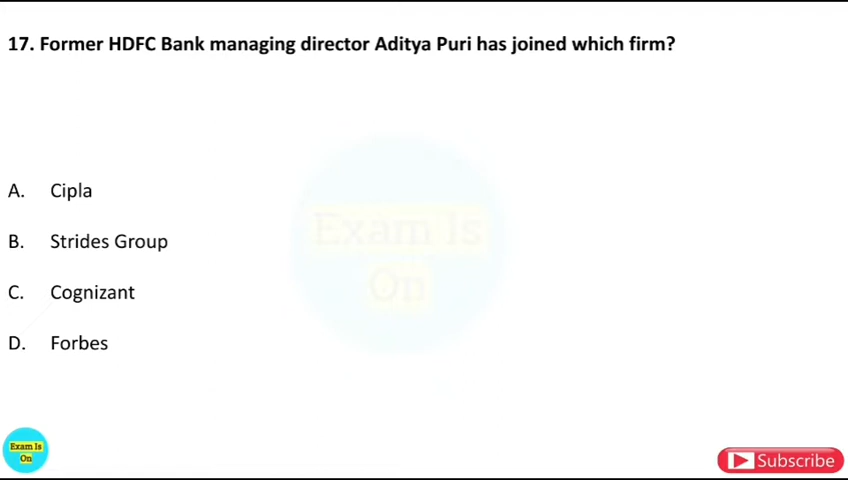 17. Former HDFC Bank managing director Aditya Puri has joined which firm?
Exam Is
On
A. Cipla
B. Strides Group
C. Cognizant
D. Forbes
Exam Is
On
Subscribe